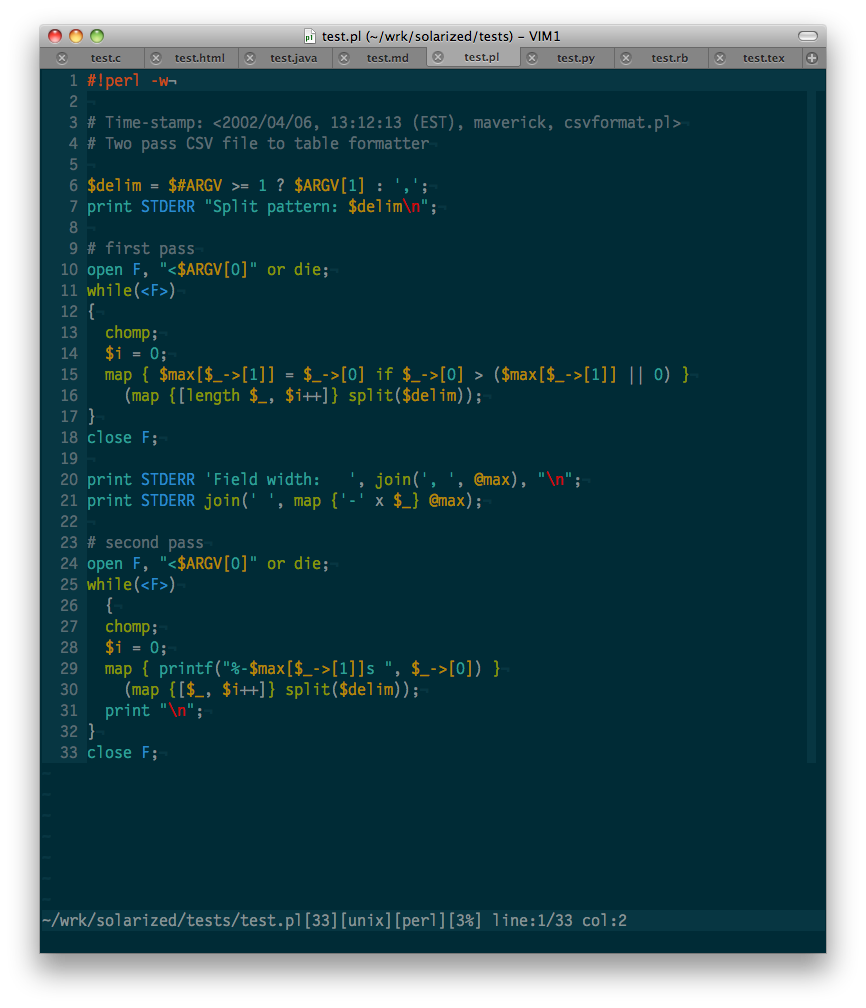 test.pl (~/wrk/solarized/tests) – VIM1
test.c test.html test.java test.md test.pl test.py test.rb test.tex
1 #!perl -w¬
2 ¬
3 # Time-stamp: <2002/04/06, 13:12:13 (EST), maverick, csvformat.pl>¬
4 # Two pass CSV file to table formatter¬
5 ¬
6 $delim = $#ARGV >= 1 ? $ARGV[1] : ',';¬
7 print STDERR "Split pattern: $delim\n";¬
8 ¬
9 # first pass¬
10 open F, "<$ARGV[0]" or die;¬
11 while(<F>)¬
12 {¬
13   chomp;¬
14   $i = 0;¬
15   map { $max[$_->[1]] = $_->[0] if $_->[0] > ($max[$_->[1]] || 0) }¬
16     (map {[length $_, $i++]} split($delim));¬
17 }¬
18 close F;¬
19 ¬
20 print STDERR 'Field width:   ', join(', ', @max), "\n";¬
21 print STDERR join(' ', map {'-' x $_} @max);¬
22 ¬
23 # second pass¬
24 open F, "<$ARGV[0]" or die;¬
25 while(<F>)¬
26   {¬
27   chomp;¬
28   $i = 0;¬
29   map { printf("%-$max[$_->[1]]s ", $_->[0]) }¬
30     (map {[$_, $i++]} split($delim));¬
31   print "\n";¬
32 }¬
33 close F;¬
~/wrk/solarized/tests/test.pl[33][unix][perl][3%] line:1/33 col:2